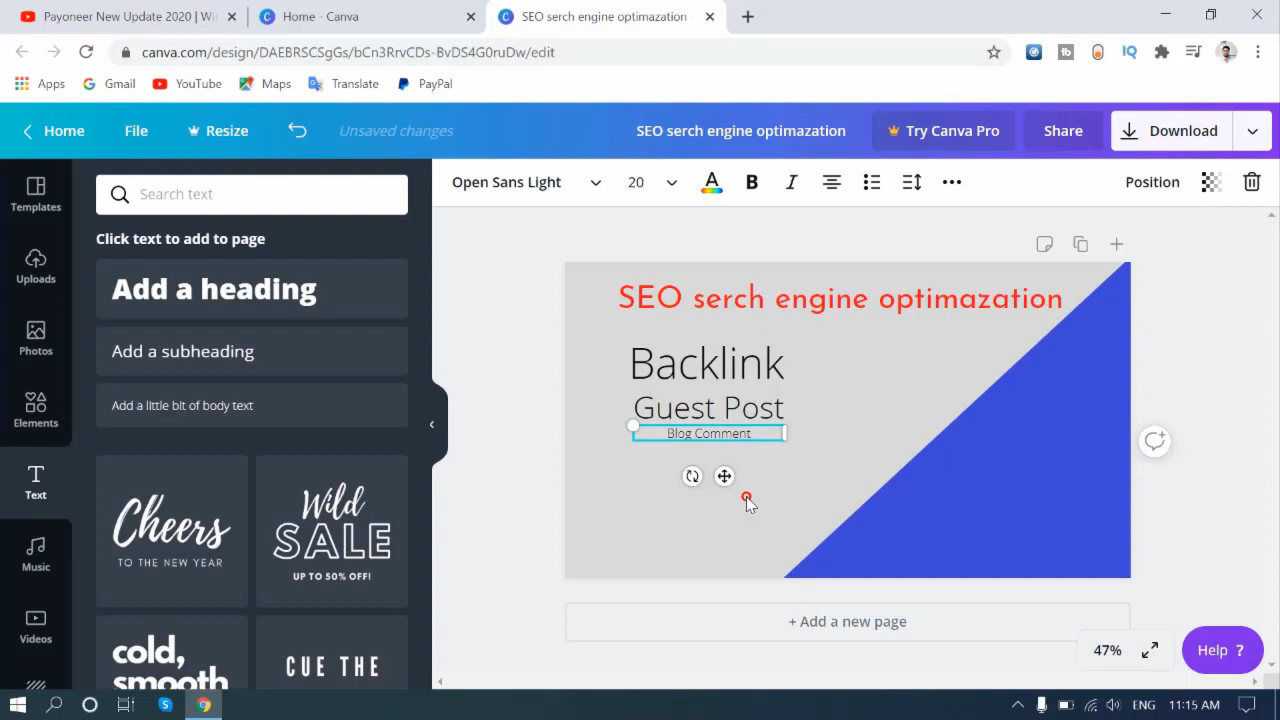 Payoneer New Update 2020 | Wi
Home - Canva
SEO serch engine optimazation
canva.com/design/DAEBRSCSgGs/bCn3RrvCDs-BvDS4G0ruDw/edit
Apps
Gmail
YouTube
Maps
Translate
PayPal
Home
File
Resize
Unsaved changes
SEO serch engine optimazation
Try Canva Pro
Share
Download
Templates
Uploads
Photos
Elements
Text
Music
Videos
Search text
Click text to add to page
Add a heading
Add a subheading
Add a little bit of body text
Cheers
TO THE NEW YEAR
Wild
SALE
UP TO 50% OFF!
cold,
smooth
CUE THE
Open Sans Light
20
A
B
I
Position
SEO serch engine optimazation
Backlink
Guest Post
Blog Comment
+ Add a new page
47%
Help ?
ENG
11:15 AM